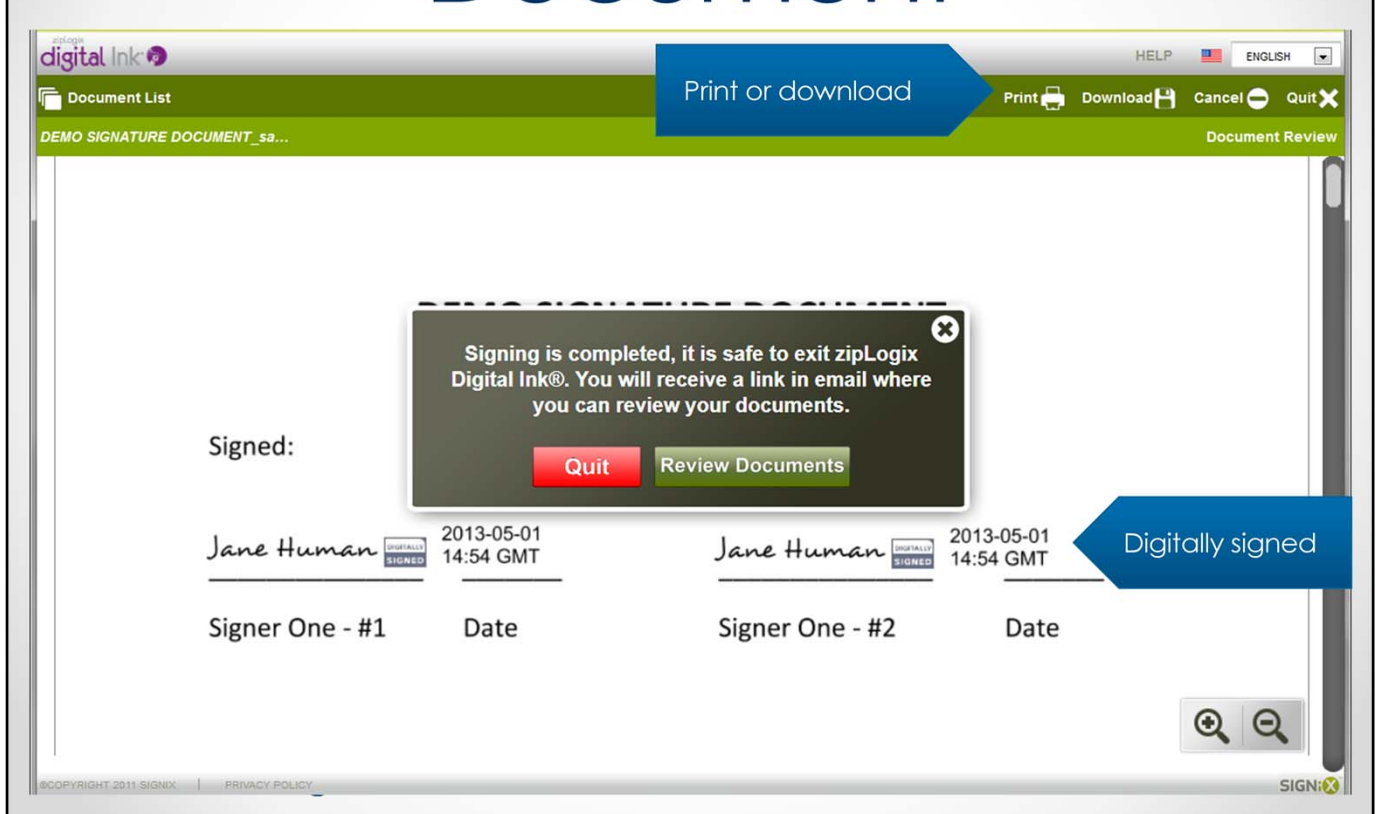 Document
zipLogix
digital Ink
HELP ENGLISH
Document List
Print or download
Print Download Cancel Quit
DEMO SIGNATURE DOCUMENT_sa...
Document Review
DEMO SIGNATURE DOCUMENT
Signing is completed, it is safe to exit zipLogix
Digital Ink®. You will receive a link in email where
you can review your documents.
Quit Review Documents
Signed:
Jane Human DIGITALLY SIGNED 2013-05-01
14:54 GMT
Jane Human DIGITALLY SIGNED 2013-05-01
14:54 GMT
Digitally signed
Signer One - #1 Date Signer One - #2 Date
©COPYRIGHT 2011 SIGNIX | PRIVACY POLICY
SIGNiX